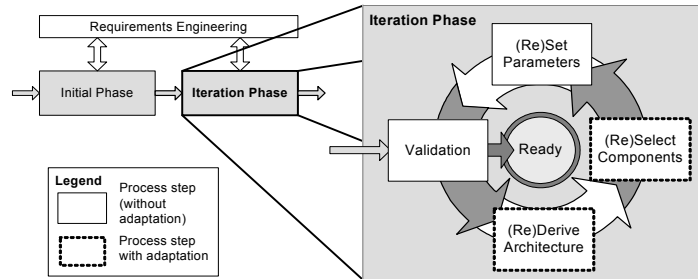 Requirements Engineering
Initial Phase
Iteration Phase
Legend
Process step
(without
adaptation)
Process step
with adaptation
Iteration Phase
(Re)Set
Parameters
Validation
Ready
(Re)Select
Components
(Re)Derive
Architecture